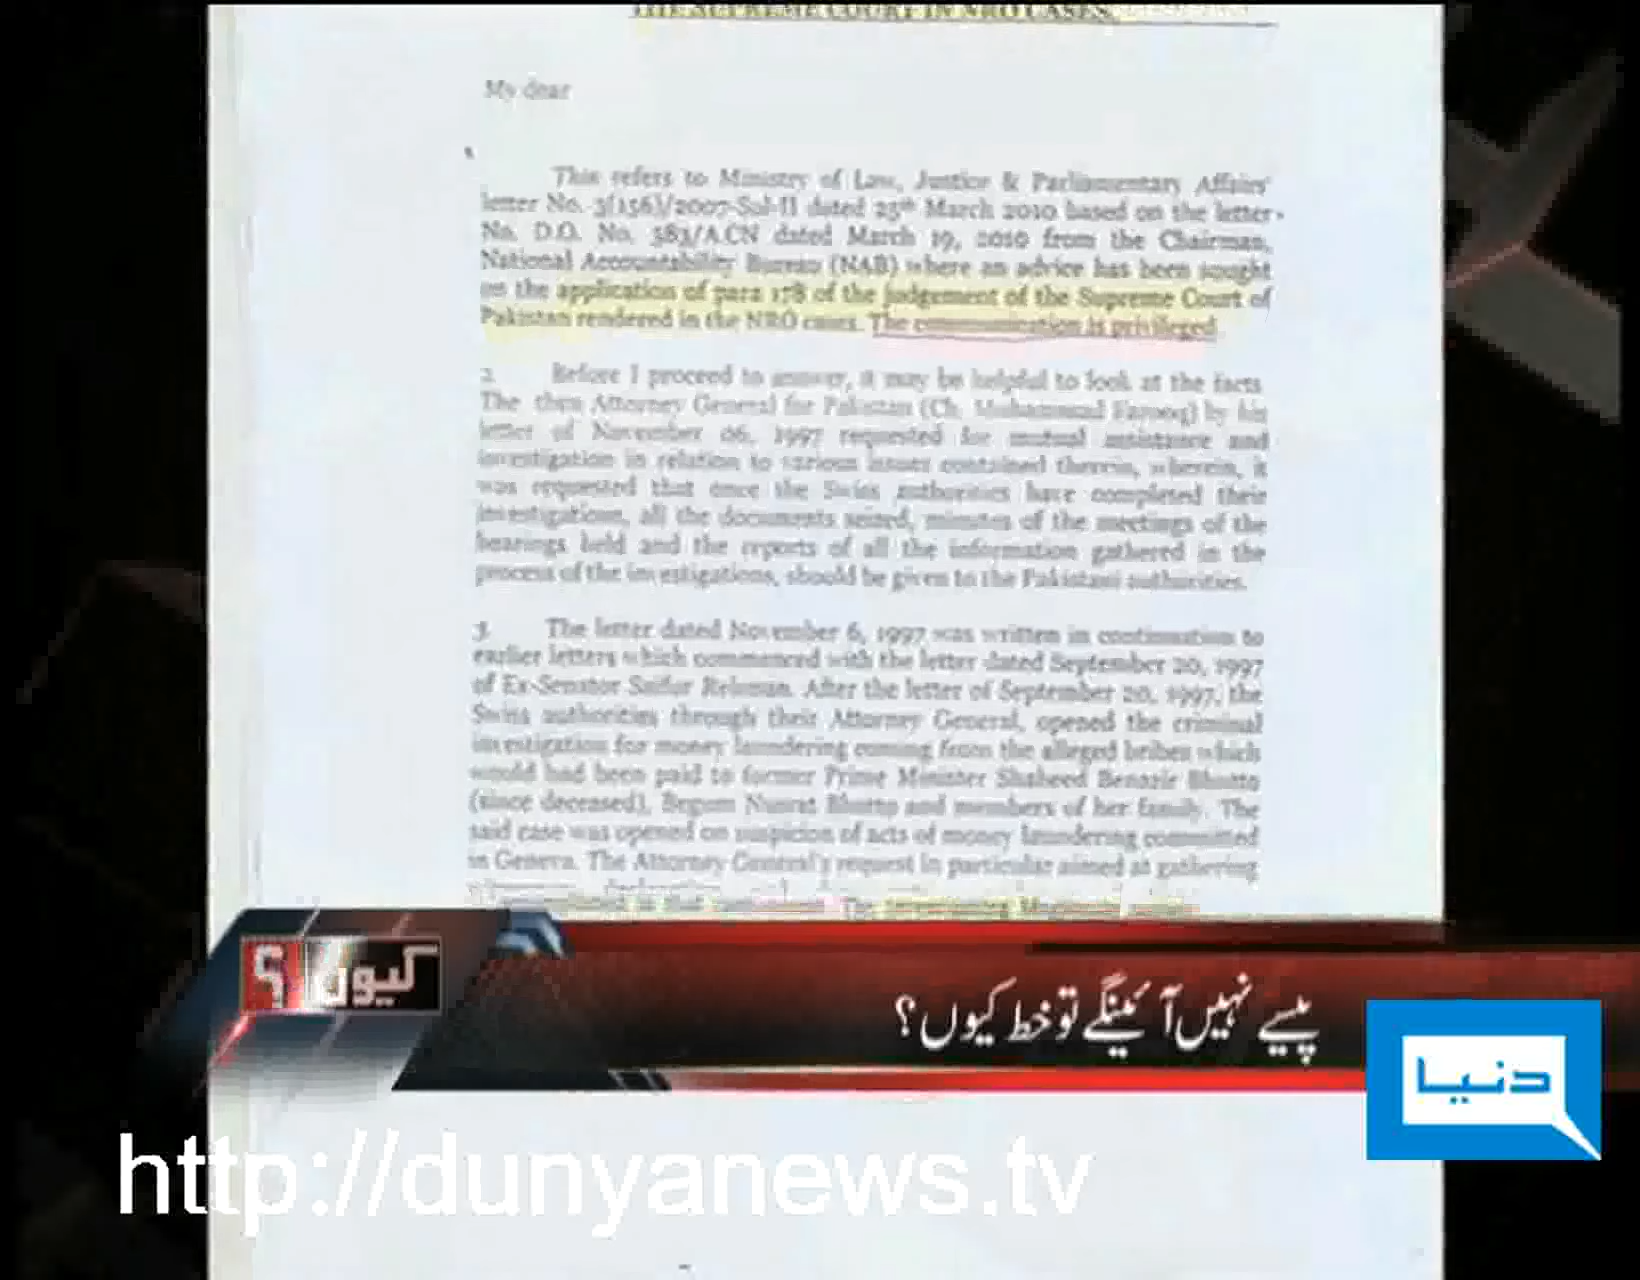 THE SUPREME COURT IN NRO CASES.
My dear
This refers to Ministry of Law, Justice & Parliamentary Affairs'
letter No. 3(156)/2007-Sol-II dated 25th March 2010 based on the letter
No. D.O. No. 383/ACN dated March 19, 2010 from the Chairman,
National Accountability Bureau (NAB) where an advice has been sought
on the application of para 178 of the judgement of the Supreme Court of
Pakistan rendered in the NRO cases. The communication is privileged.
2. Before I proceed to answer, it may be helpful to look at the facts
The then Attorney General for Pakistan (Ch. Muhammad Farooq) by his
letter of November 06, 1997 requested for mutual assistance and
investigation in relation to various issues contained therein, wherein, it
was requested that once the Swiss authorities have completed their
investigations, all the documents seized, minutes of the meetings of the
hearings held and the reports of all the information gathered in the
process of the investigations, should be given to the Pakistani authorities.
3. The letter dated November 6, 1997 was written in continuation to
earlier letters which commenced with the letter dated September 20, 1997
of Ex-Senator Saifur Rehman. After the letter of September 20, 1997, the
Swiss authorities through their Attorney General, opened the criminal
investigation for money laundering coming from the alleged bribes which
would had been paid to former Prime Minister Shaheed Benazir Bhutto
(since deceased), Begum Nusrat Bhutto and members of her family. The
said case was opened on suspicion of acts of money laundering committed
in Geneva. The Attorney General's request in particular aimed at gathering
کیوں؟
پیسے نہیں آئینگے تو خط کیوں؟
دنیا
http://dunyanews.tv